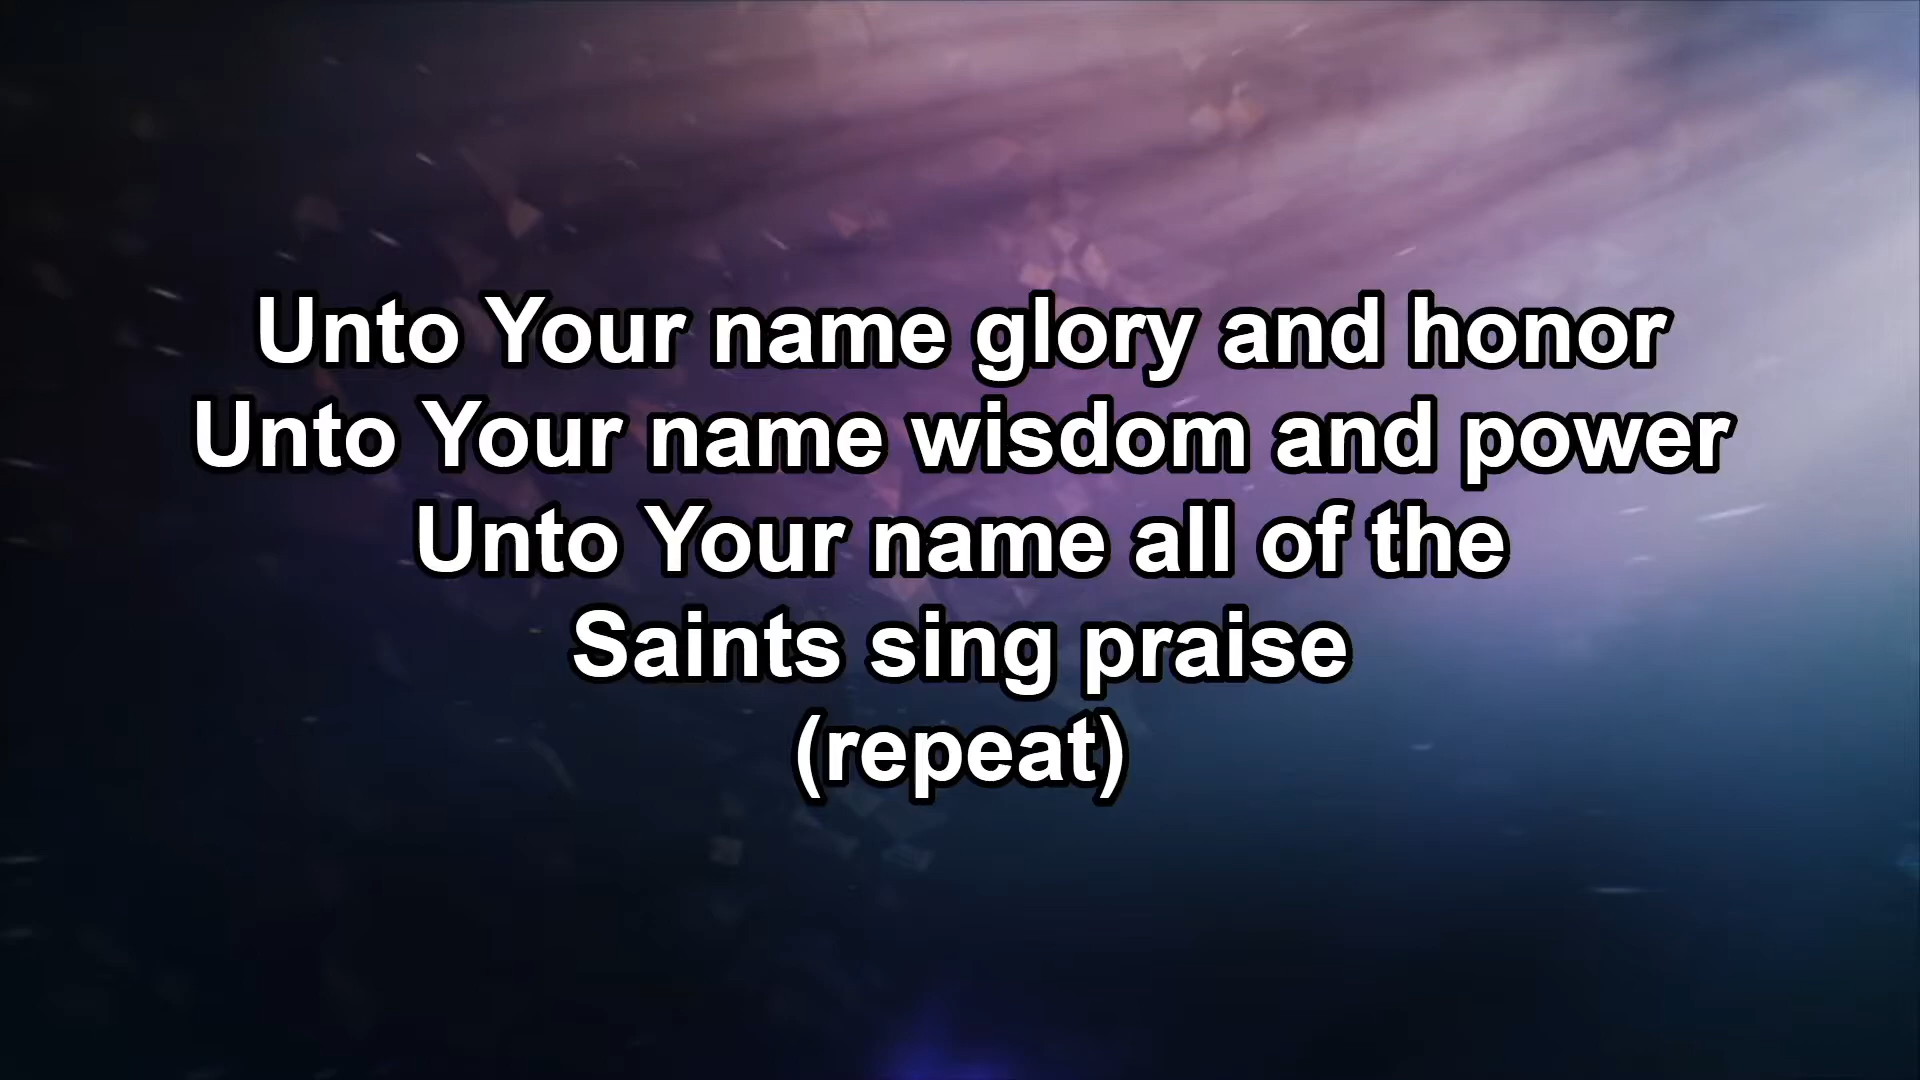 Unto Your name glory and honor
Unto Your name wisdom and power
Unto Your name all of the
Saints sing praise
(repeat)